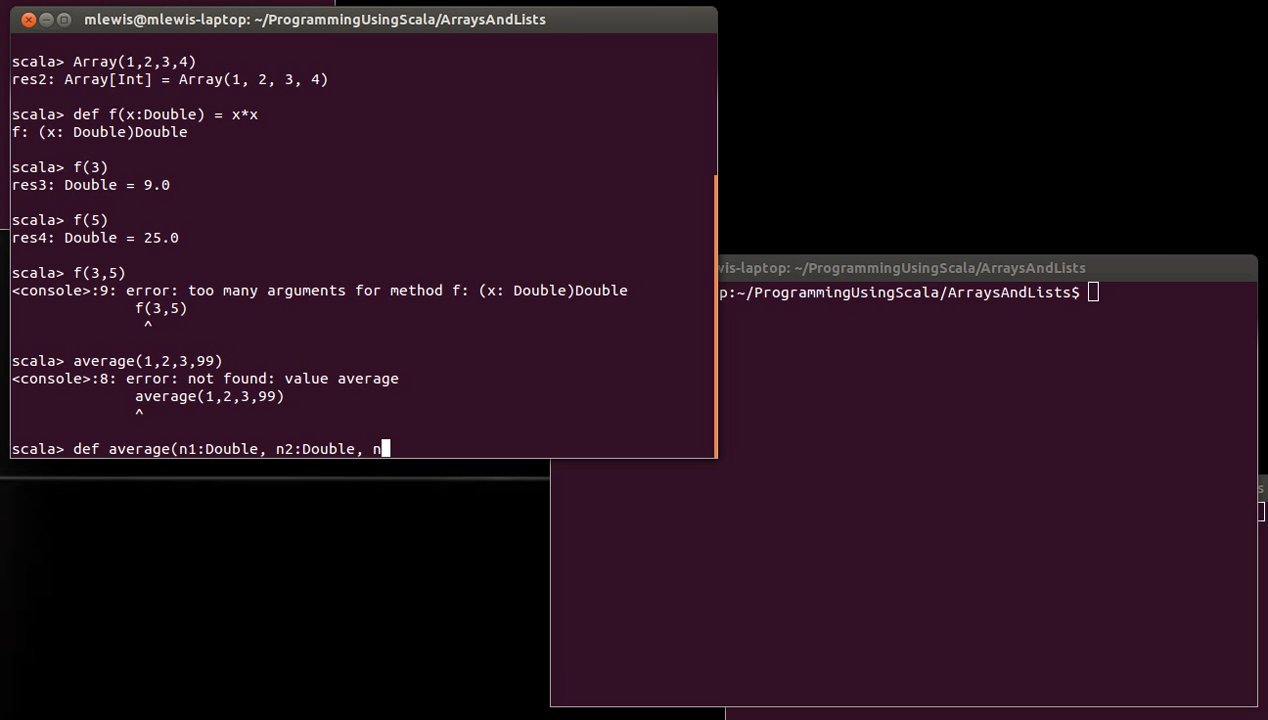 mlewis@mlewis-laptop: ~/ProgrammingUsingScala/ArraysAndLists
scala> Array(1,2,3,4)
res2: Array[Int] = Array(1, 2, 3, 4)
scala> def f(x:Double) = x*x
f: (x: Double)Double
scala> f(3)
res3: Double = 9.0
scala> f(5)
res4: Double = 25.0
scala> f(3,5)
<console>:9: error: too many arguments for method f: (x: Double)Double
f(3,5)
^
scala> average(1,2,3,99)
<console>:8: error: not found: value average
average(1,2,3,99)
^
scala> def average(n1:Double, n2:Double, n
wis-laptop: ~/ProgrammingUsingScala/ArraysAndLists
p:~/ProgrammingUsingScala/ArraysAndLists$
s